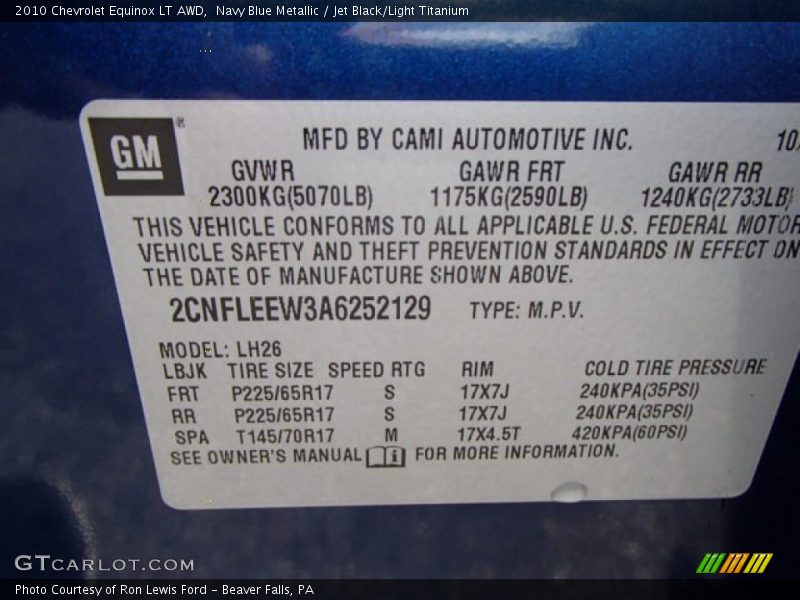 2010 Chevrolet Equinox LT AWD, Navy Blue Metallic / Jet Black/Light Titanium
GM®
MFD BY CAMI AUTOMOTIVE INC. 10/
GVWR GAWR FRT GAWR RR
2300KG(5070LB) 1175KG(2590LB) 1240KG(2733LB)
THIS VEHICLE CONFORMS TO ALL APPLICABLE U.S. FEDERAL MOTOR
VEHICLE SAFETY AND THEFT PREVENTION STANDARDS IN EFFECT ON
THE DATE OF MANUFACTURE SHOWN ABOVE.
2CNFLEEW3A6252129 TYPE: M.P.V.
MODEL: LH26
LBJK TIRE SIZE SPEED RTG RIM COLD TIRE PRESSURE
FRT P225/65R17 S 17X7J 240KPA(35PSI)
RR P225/65R17 S 17X7J 240KPA(35PSI)
SPA T145/70R17 M 17X4.5T 420KPA(60PSI)
SEE OWNER'S MANUAL FOR MORE INFORMATION.
GTCARLOT.COM
Photo Courtesy of Ron Lewis Ford - Beaver Falls, PA